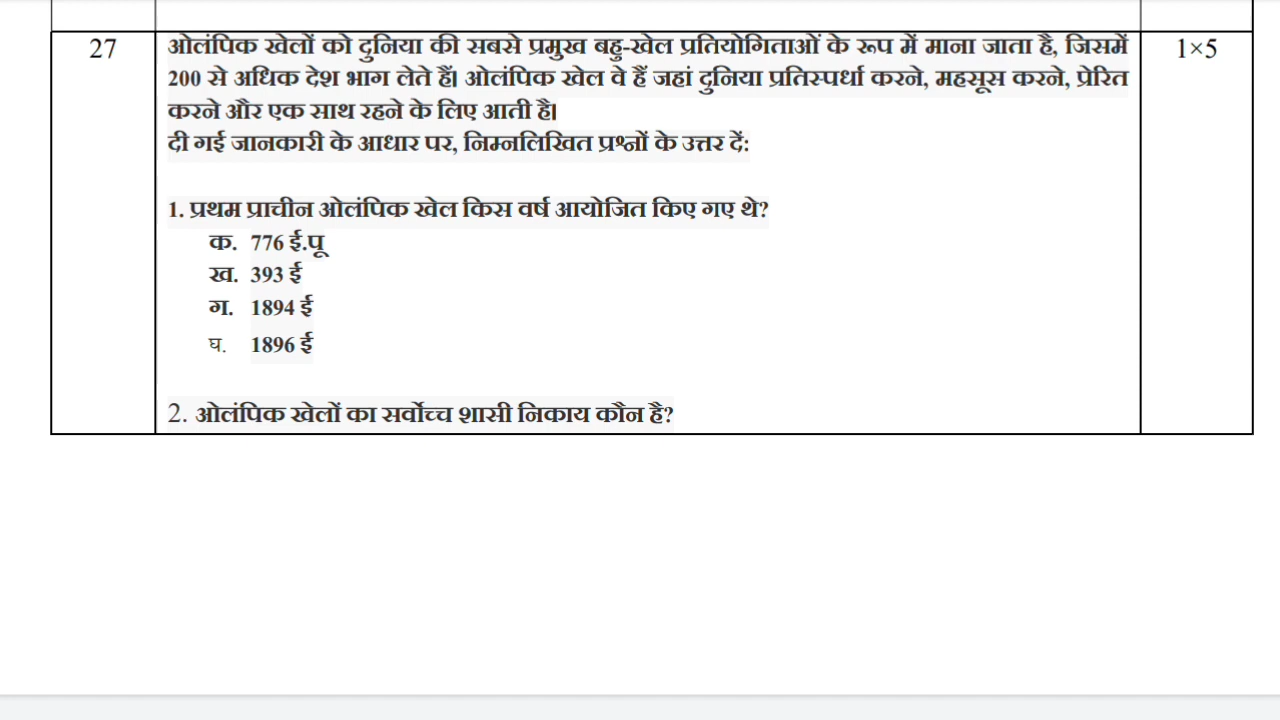 27
ओलंपिक खेलों को दुनिया की सबसे प्रमुख बहु-खेल प्रतियोगिताओं के रूप में माना जाता है, जिसमें
1×5
200 से अधिक देश भाग लेते हैं। ओलंपिक खेल वे हैं जहां दुनिया प्रतिस्पर्धा करने, महसूस करने, प्रेरित
करने और एक साथ रहने के लिए आती है।
दी गई जानकारी के आधार पर, निम्नलिखित प्रश्नों के उत्तर दें:
1. प्रथम प्राचीन ओलंपिक खेल किस वर्ष आयोजित किए गए थे?
क. 776 ई.पू
ख. 393 ई
ग. 1894 ई
घ. 1896 ई
2. ओलंपिक खेलों का सर्वोच्च शासी निकाय कौन है?